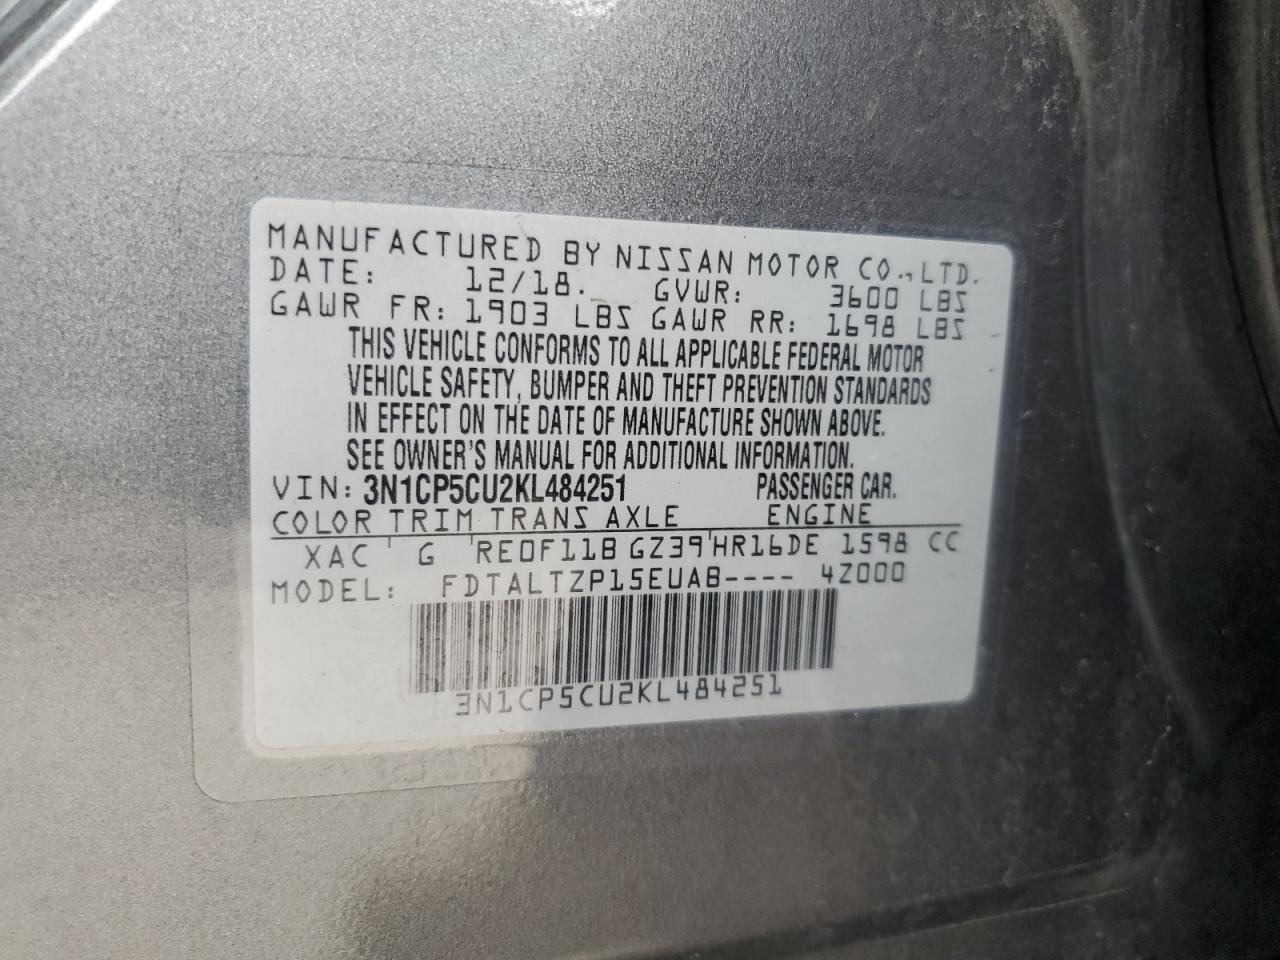 MANUFACTURED BY NISSAN MOTOR CO., LTD.
DATE: 12/18. GVWR: 3600 LBS
GAWR FR: 1903 LBS GAWR RR: 1698 LBS
THIS VEHICLE CONFORMS TO ALL APPLICABLE FEDERAL MOTOR
VEHICLE SAFETY, BUMPER AND THEFT PREVENTION STANDARDS
IN EFFECT ON THE DATE OF MANUFACTURE SHOWN ABOVE.
SEE OWNER'S MANUAL FOR ADDITIONAL INFORMATION.
VIN: 3N1CP5CU2KL484251 PASSENGER CAR.
COLOR TRIM TRANS AXLE ENGINE
XAC G RE0F11B GZ39 HR16DE 1598 CC
MODEL: FDTALTZP15EUAB---- 4Z000
3N1CP5CU2KL484251